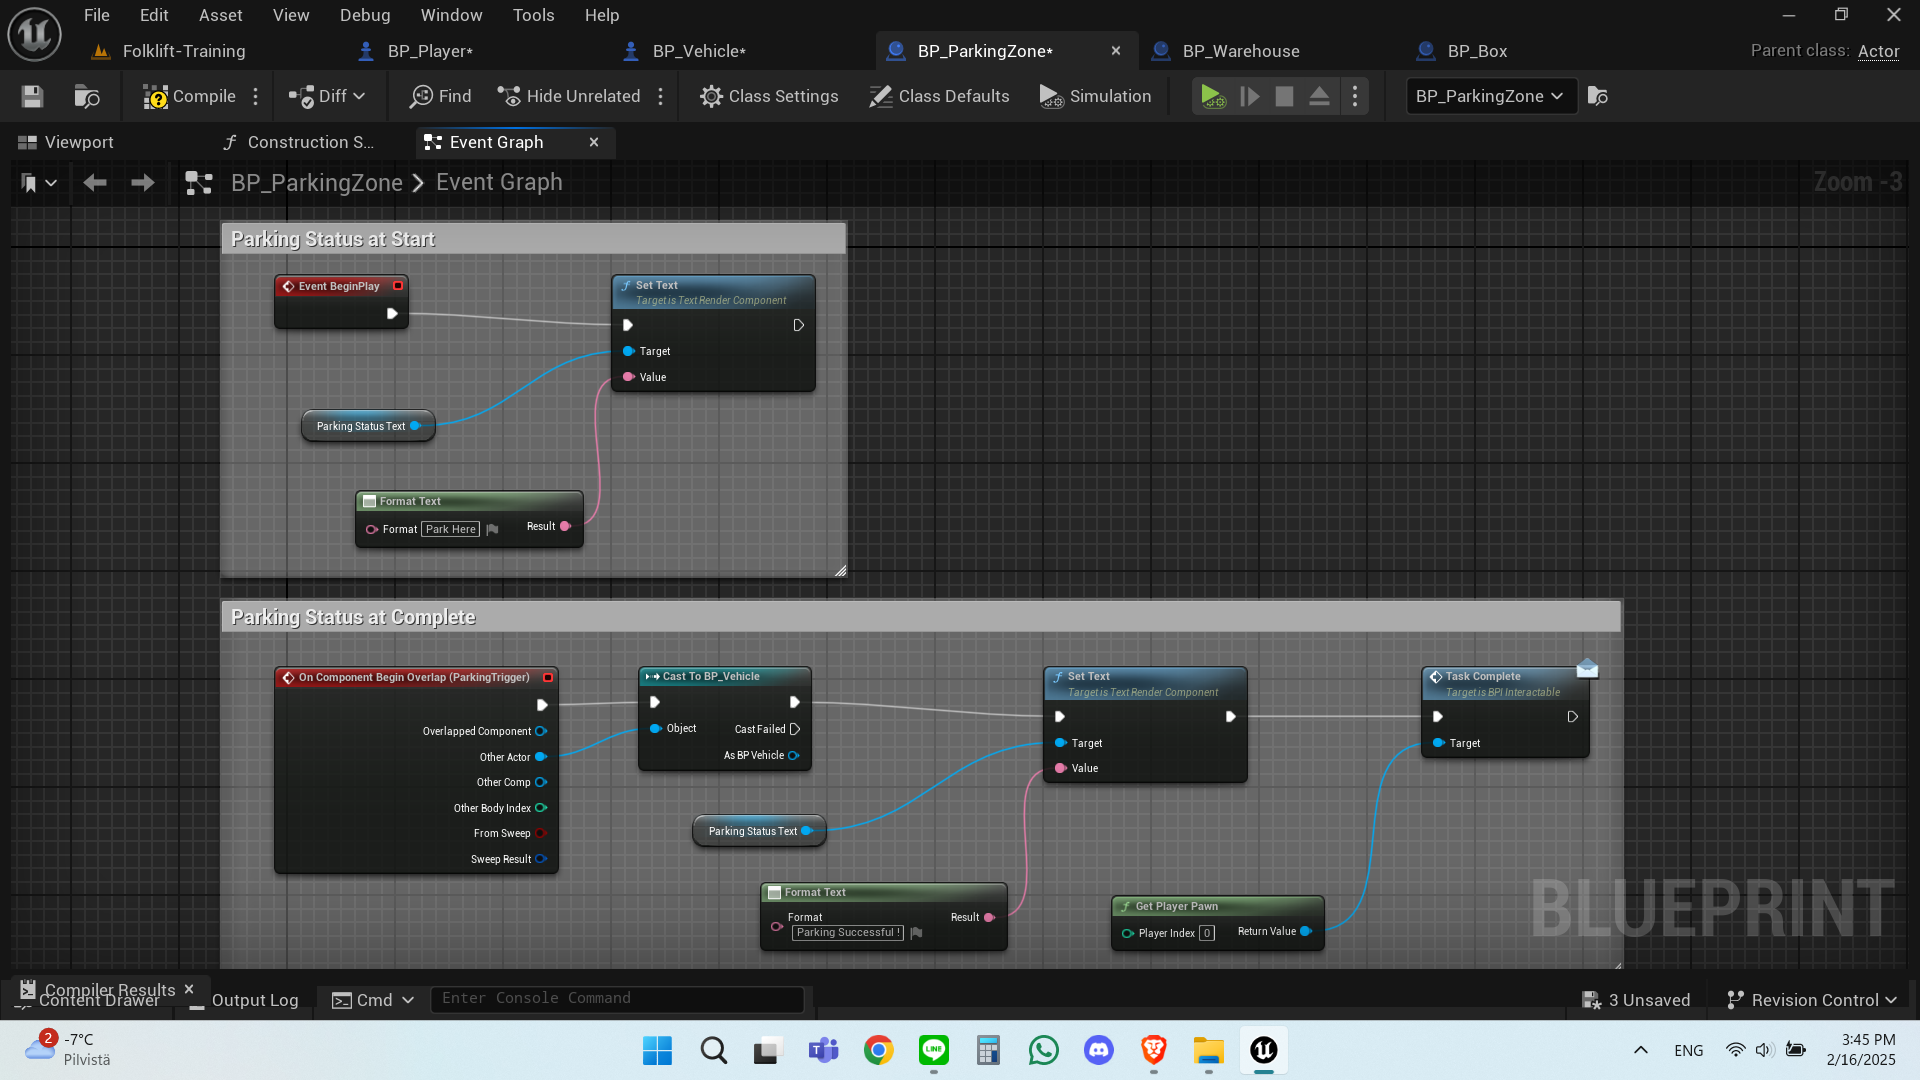 File Edit Asset View Debug Window Tools Help
Folklift-Training BP_Player* BP_Vehicle* BP_ParkingZone* BP_Warehouse BP_Box Parent class: Actor
Compile Diff Find Hide Unrelated Class Settings Class Defaults Simulation BP_ParkingZone
Viewport Construction S... Event Graph
BP_ParkingZone Event Graph Zoom -3
Parking Status at Start
Event BeginPlay
Set Text
Target is Text Render Component
Target
Value
Parking Status Text
Format Text
Format Park Here Result
Parking Status at Complete
On Component Begin Overlap (ParkingTrigger)
Overlapped Component
Other Actor
Other Comp
Other Body Index
From Sweep
Sweep Result
Cast To BP_Vehicle
Object Cast Failed
As BP Vehicle
Parking Status Text
Set Text
Target is Text Render Component
Target
Value
Task Complete
Target is BPI Interactable
Target
Format Text
Format
Parking Successful !
Result
Get Player Pawn
Player Index 0 Return Value
BLUEPRINT
Compiler Results
Content Drawer Output Log Cmd Enter Console Command 3 Unsaved Revision Control
2 -7°C
Pilvistä
LINE
ENG
3:45 PM
2/16/2025